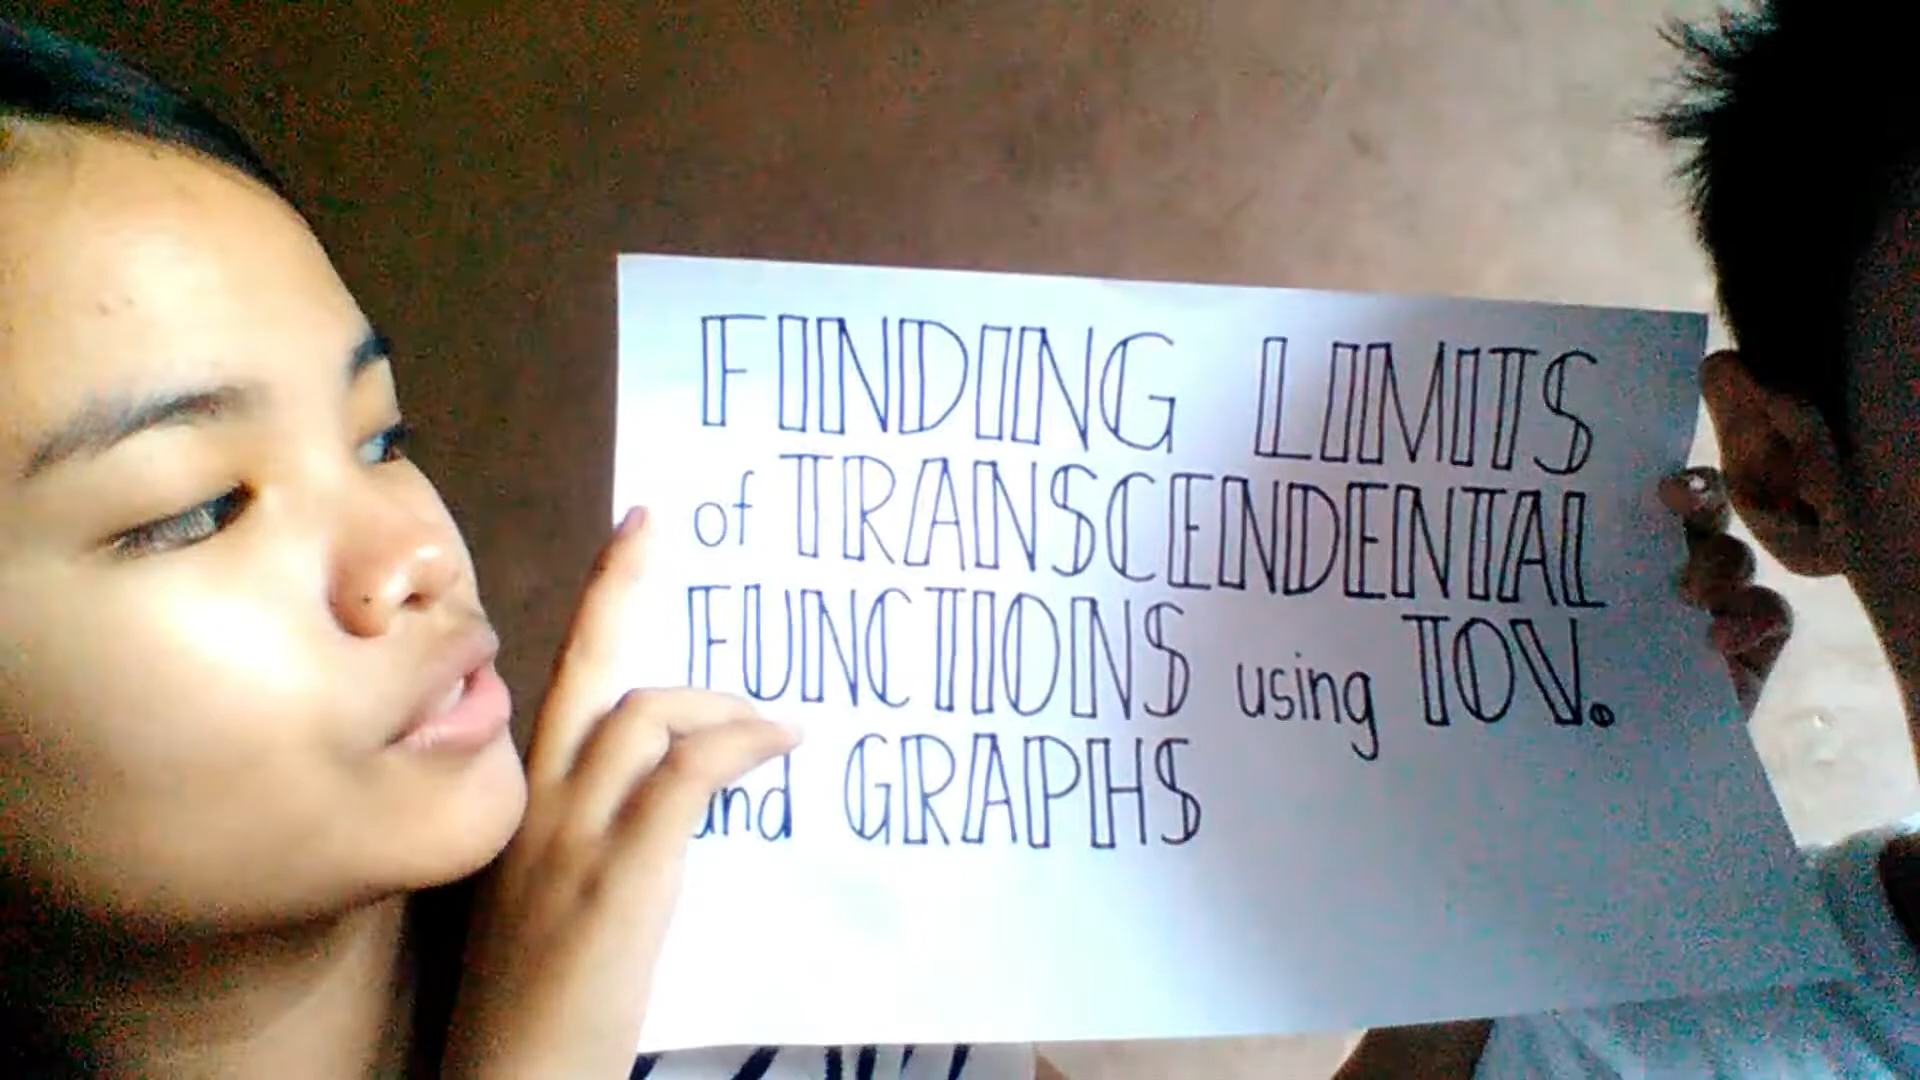 FINDING LIMITS
of TRANSCENDENTAL
FUNCTIONS using TOV.
and GRAPHS